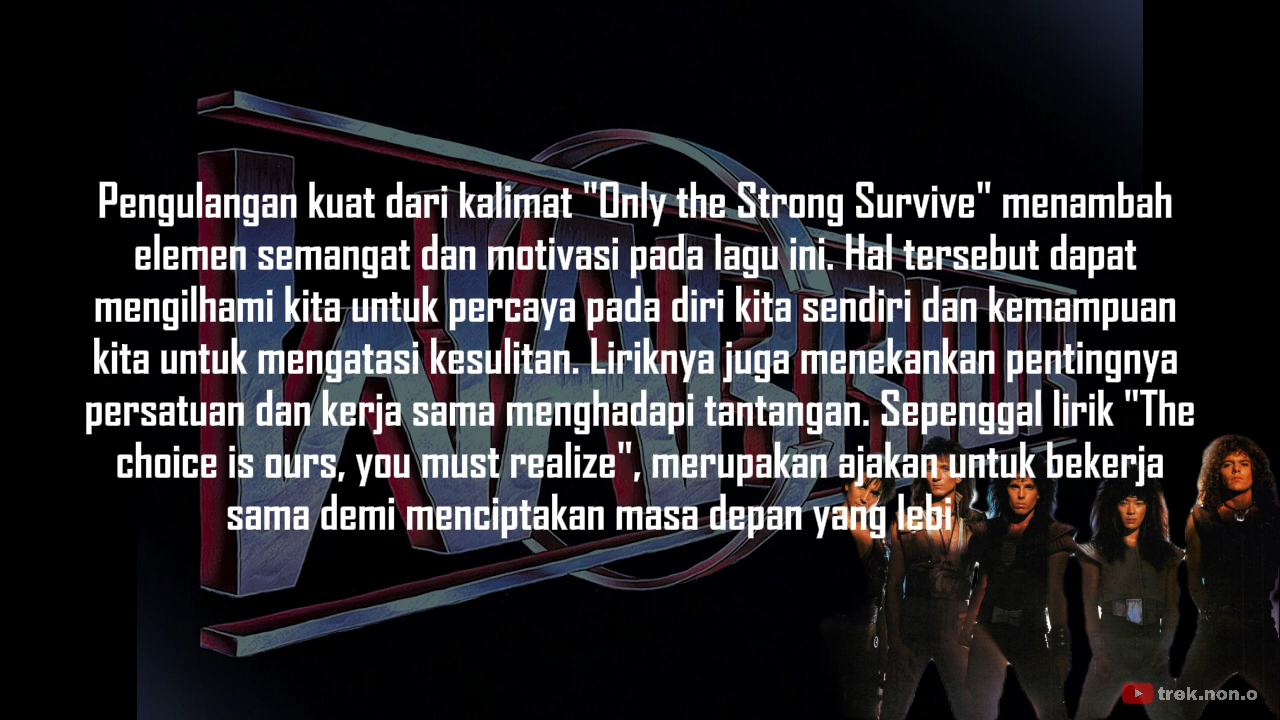 WARRIOR
Pengulangan kuat dari kalimat "Only the Strong Survive" menambah
elemen semangat dan motivasi pada lagu ini. Hal tersebut dapat
mengilhami kita untuk percaya pada diri kita sendiri dan kemampuan
kita untuk mengatasi kesulitan. Liriknya juga menekankan pentingnya
persatuan dan kerja sama menghadapi tantangan. Sepenggal lirik "The
choice is ours, you must realize", merupakan ajakan untuk bekerja
sama demi menciptakan masa depan yang lebi
trek.non.o